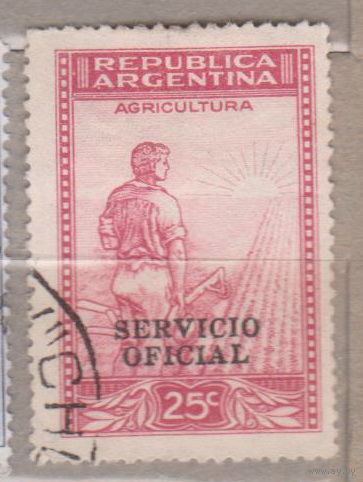 REPUBLICA
ARGENTINA
AGRICULTURA
SERVICIO
OFICIAL
25c